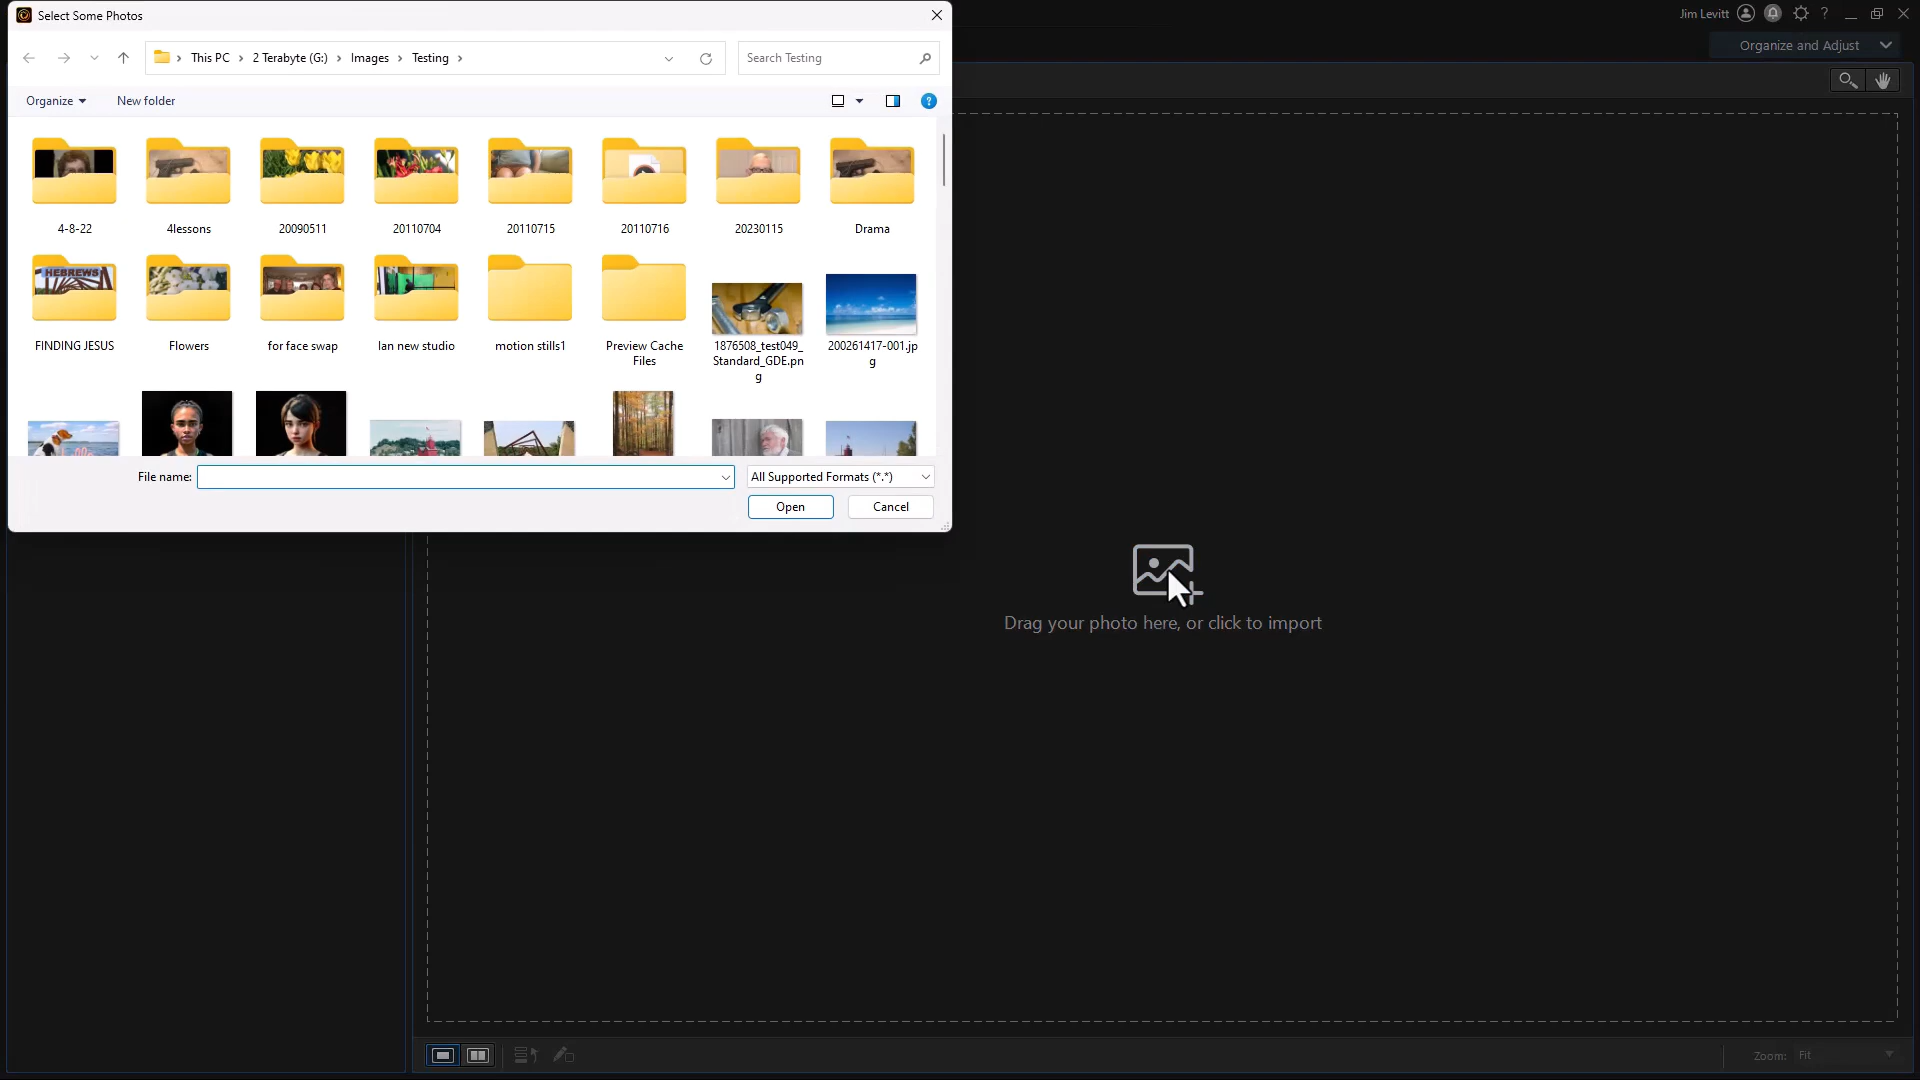 Select Some Photos
Jim Levitt
?
This PC > 2 Terabyte (G:) > Images > Testing >
Search Testing
Organize and Adjust
Organize
New folder
?
4-8-22
4lessons
20090511
20110704
20110715
20110716
20230115
Drama
HEBREWS
FINDING JESUS
Flowers
for face swap
Ian new studio
motion stills1
Preview Cache
Files
1876508_test049_
Standard_GDE.pn
g
200261417-001.jp
g
File name:
All Supported Formats (*.*)
Open
Cancel
Drag your photo here, or click to import
Zoom: Fit